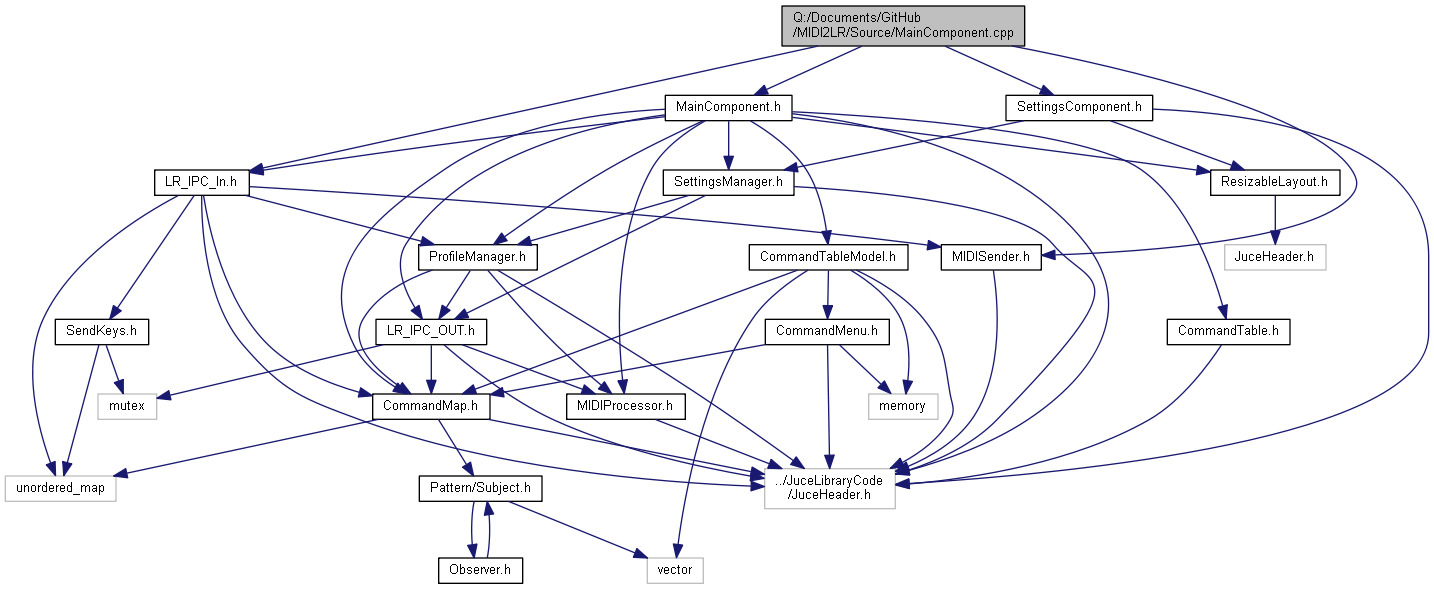 Q:/Documents/GitHub
/MIDI2LR/Source/MainComponent.cpp
MainComponent.h
SettingsComponent.h
LR_IPC_In.h
SettingsManager.h
ResizableLayout.h
ProfileManager.h
CommandTableModel.h
MIDISender.h
JuceHeader.h
SendKeys.h
LR_IPC_OUT.h
CommandMenu.h
CommandTable.h
mutex
CommandMap.h
MIDIProcessor.h
memory
unordered_map
Pattern/Subject.h
../JuceLibraryCode
/JuceHeader.h
Observer.h
vector